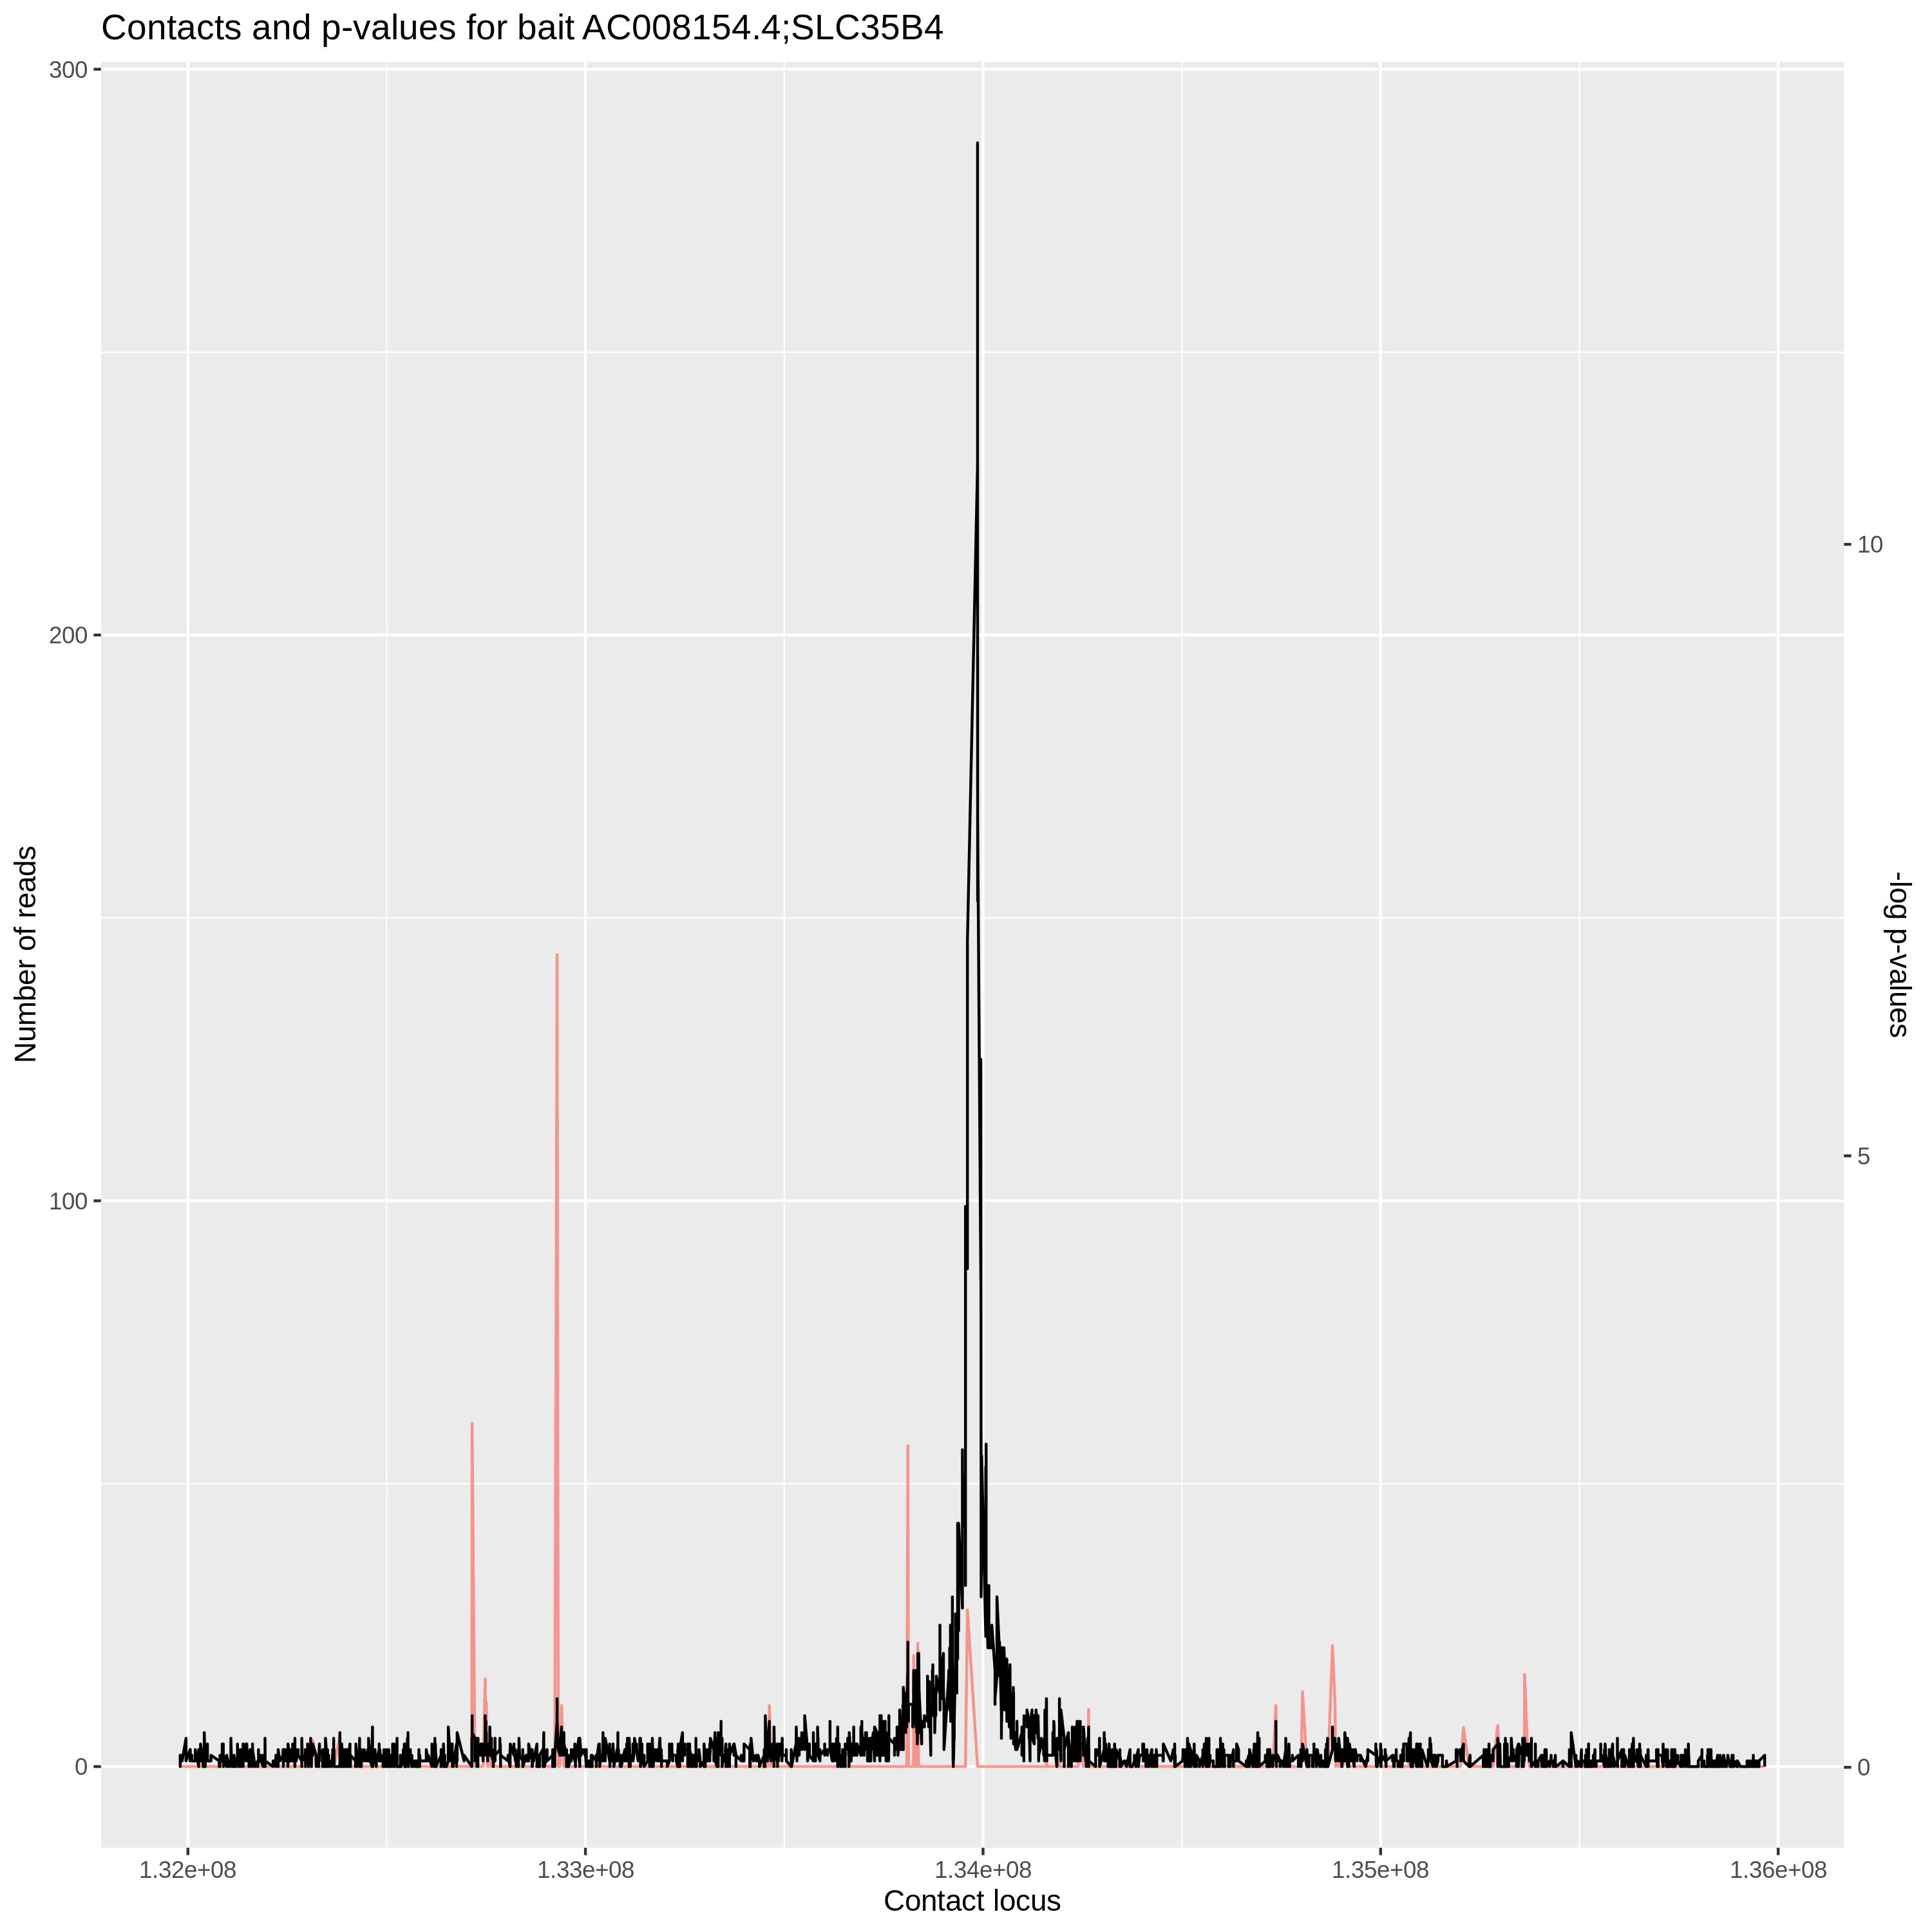 Contacts and p-values for bait AC008154.4;SLC35B4
300
200
100
0
Number of reads
10
5
0
-log p-values
1.32e+08
1.33e+08
1.34e+08
1.35e+08
1.36e+08
Contact locus